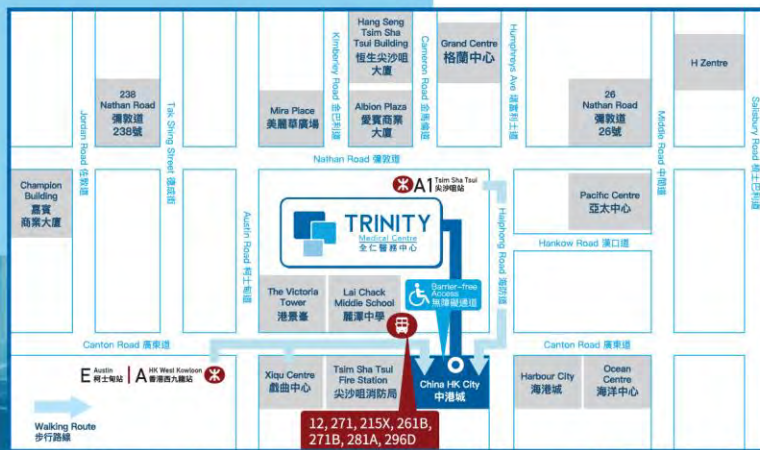 Hang Seng
Tsim Sha
Tsui Building
恆生尖沙咀
大廈
Grand Centre
格蘭中心
H Zentre
238
Nathan Road
彌敦道
238號
Mira Place
美麗華廣場
Albion Plaza
愛賓商業
大廈
26
Nathan Road
彌敦道
26號
Jordan Road 佐敦道
Tak Shing Street 德成街
Kimberley Road 金巴利道
Cameron Road 金馬倫道
Humphreys Ave 堪富利士道
Middle Road 中間道
Salisbury Road 梳士巴利道
Nathan Road 彌敦道
Champion
Building
嘉賓
商業大廈
A1 Tsim Sha Tsui
尖沙咀站
Pacific Centre
亞太中心
TRINITY
Medical Centre
全仁醫務中心
Austin Road 柯士甸道
Haiphong Road 海防道
Hankow Road 漢口道
The Victoria
Tower
港景臺
Lai Chack
Middle School
麗澤中學
Barrier-free
Access
無障礙通道
Canton Road 廣東道
Canton Road 廣東道
E Austin
柯士甸站
A HK West Kowloon
香港西九龍站
Xiqu Centre
戲曲中心
Tsim Sha Tsui
Fire Station
尖沙咀消防局
China HK City
中港城
Harbour City
海港城
Ocean
Centre
海洋中心
Walking Route
步行路線
12, 271, 215X, 261B,
271B, 281A, 296D